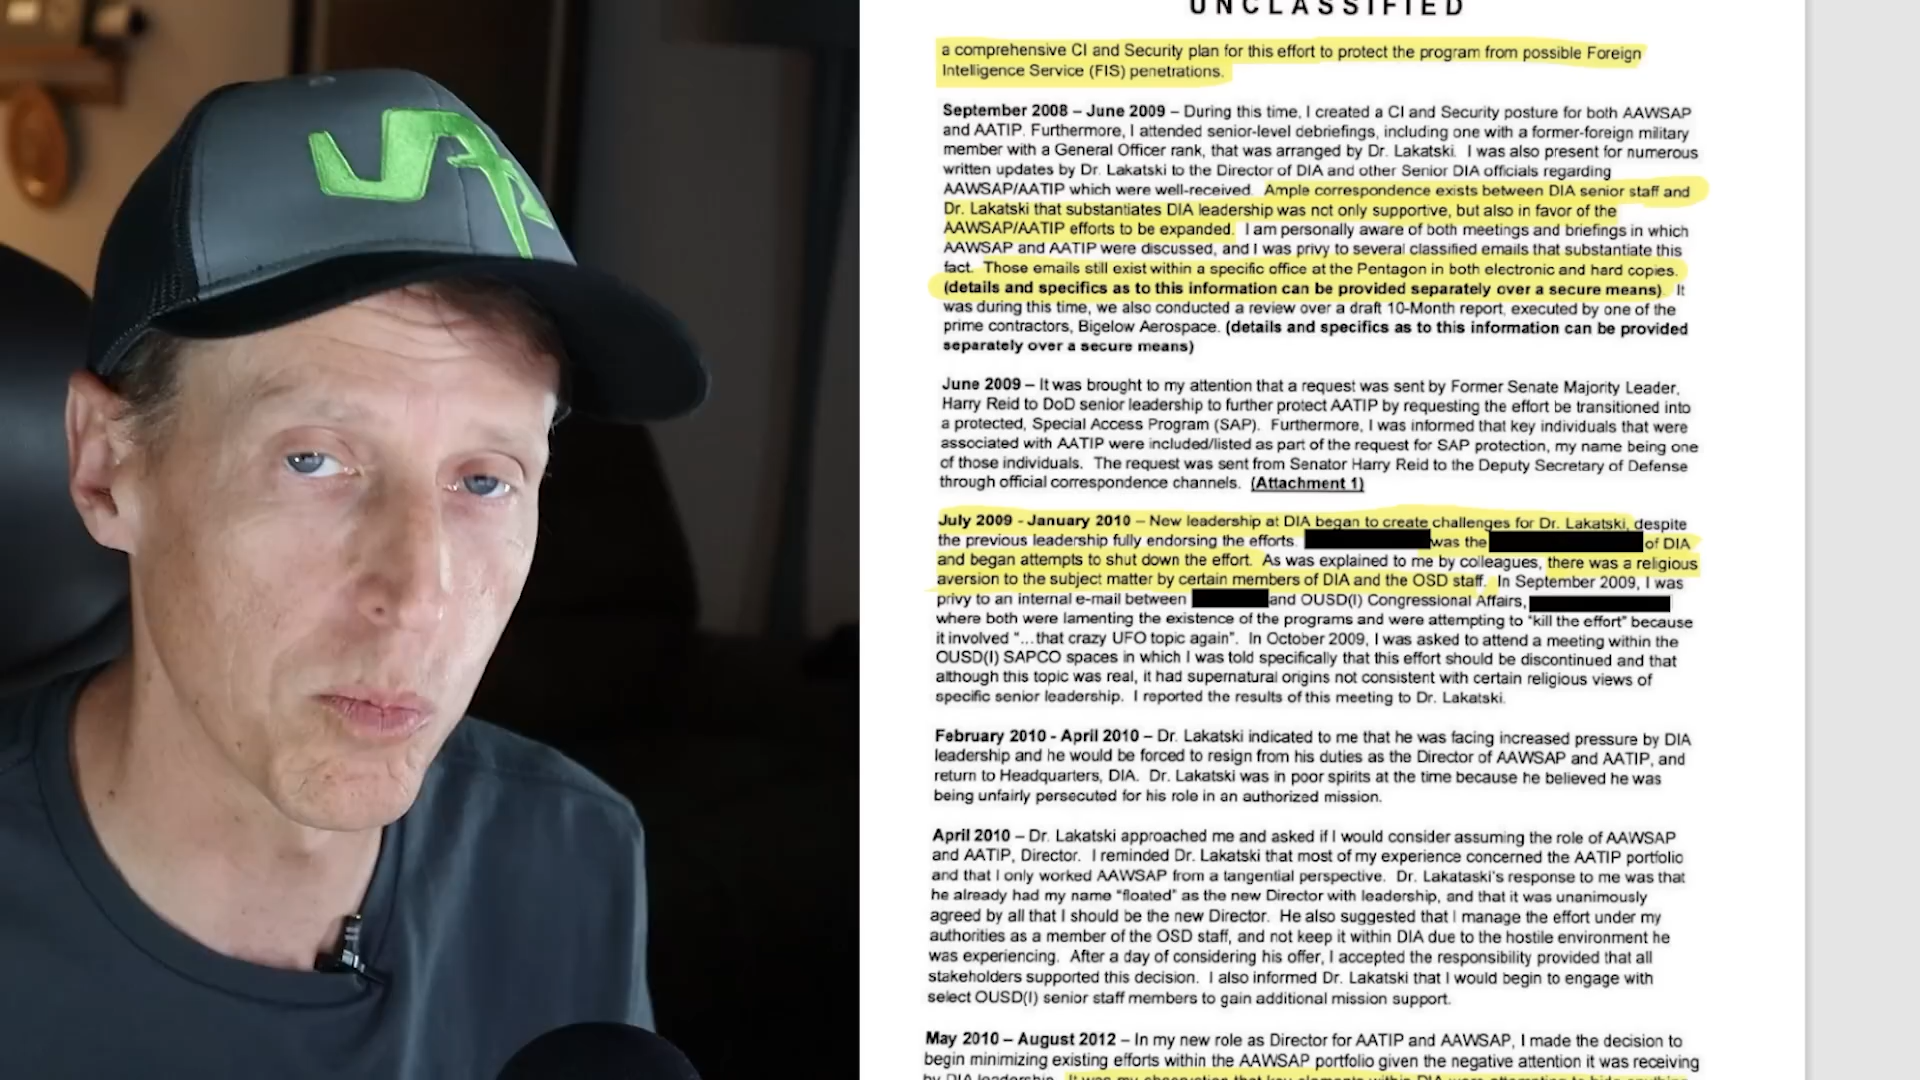 UNCLASSIFIED
a comprehensive CI and Security plan for this effort to protect the program from possible Foreign
Intelligence Service (FIS) penetrations.
September 2008 – June 2009 – During this time, I created a CI and Security posture for both AAWSAP
and AATIP. Furthermore, I attended senior-level debriefings, including one with a former-foreign military
member with a General Officer rank, that was arranged by Dr. Lakatski. I was also present for numerous
written updates by Dr. Lakatski to the Director of DIA and other Senior DIA officials regarding
AAWSAP/AATIP which were well-received. Ample correspondence exists between DIA senior staff and
Dr. Lakatski that substantiates DIA leadership was not only supportive, but also in favor of the
AAWSAP/AATIP efforts to be expanded. I am personally aware of both meetings and briefings in which
AAWSAP and AATIP were discussed, and I was privy to several classified emails that substantiate this
fact. Those emails still exist within a specific office at the Pentagon in both electronic and hard copies.
(details and specifics as to this information can be provided separately over a secure means). It
was during this time, we also conducted a review over a draft 10-Month report, executed by one of the
prime contractors, Bigelow Aerospace. (details and specifics as to this information can be provided
separately over a secure means)
June 2009 – It was brought to my attention that a request was sent by Former Senate Majority Leader,
Harry Reid to DoD senior leadership to further protect AATIP by requesting the effort be transitioned into
a protected, Special Access Program (SAP). Furthermore, I was informed that key individuals that were
associated with AATIP were included/listed as part of the request for SAP protection, my name being one
of those individuals. The request was sent from Senator Harry Reid to the Deputy Secretary of Defense
through official correspondence channels. (Attachment 1)
July 2009 - January 2010 – New leadership at DIA began to create challenges for Dr. Lakatski, despite
the previous leadership fully endorsing the efforts. was the of DIA
and began attempts to shut down the effort. As was explained to me by colleagues, there was a religious
aversion to the subject matter by certain members of DIA and the OSD staff. In September 2009, I was
privy to an internal e-mail between and OUSD(I) Congressional Affairs,
where both were lamenting the existence of the programs and were attempting to "kill the effort" because
it involved "...that crazy UFO topic again". In October 2009, I was asked to attend a meeting within the
OUSD(I) SAPCO spaces in which I was told specifically that this effort should be discontinued and that
although this topic was real, it had supernatural origins not consistent with certain religious views of
specific senior leadership. I reported the results of this meeting to Dr. Lakatski.
February 2010 - April 2010 – Dr. Lakatski indicated to me that he was facing increased pressure by DIA
leadership and he would be forced to resign from his duties as the Director of AAWSAP and AATIP, and
return to Headquarters, DIA. Dr. Lakatski was in poor spirits at the time because he believed he was
being unfairly persecuted for his role in an authorized mission.
April 2010 – Dr. Lakatski approached me and asked if I would consider assuming the role of AAWSAP
and AATIP, Director. I reminded Dr. Lakatski that most of my experience concerned the AATIP portfolio
and that I only worked AAWSAP from a tangential perspective. Dr. Lakataski's response to me was that
he already had my name "floated" as the new Director with leadership, and that it was unanimously
agreed by all that I should be the new Director. He also suggested that I manage the effort under my
authorities as a member of the OSD staff, and not keep it within DIA due to the hostile environment he
was experiencing. After a day of considering his offer, I accepted the responsibility provided that all
stakeholders supported this decision. I also informed Dr. Lakatski that I would begin to engage with
select OUSD(I) senior staff members to gain additional mission support.
May 2010 – August 2012 – In my new role as Director for AATIP and AAWSAP, I made the decision to
begin minimizing existing efforts within the AAWSAP portfolio given the negative attention it was receiving
by DIA leadership. It was my observation that key elements within DIA were attempting to hide anything